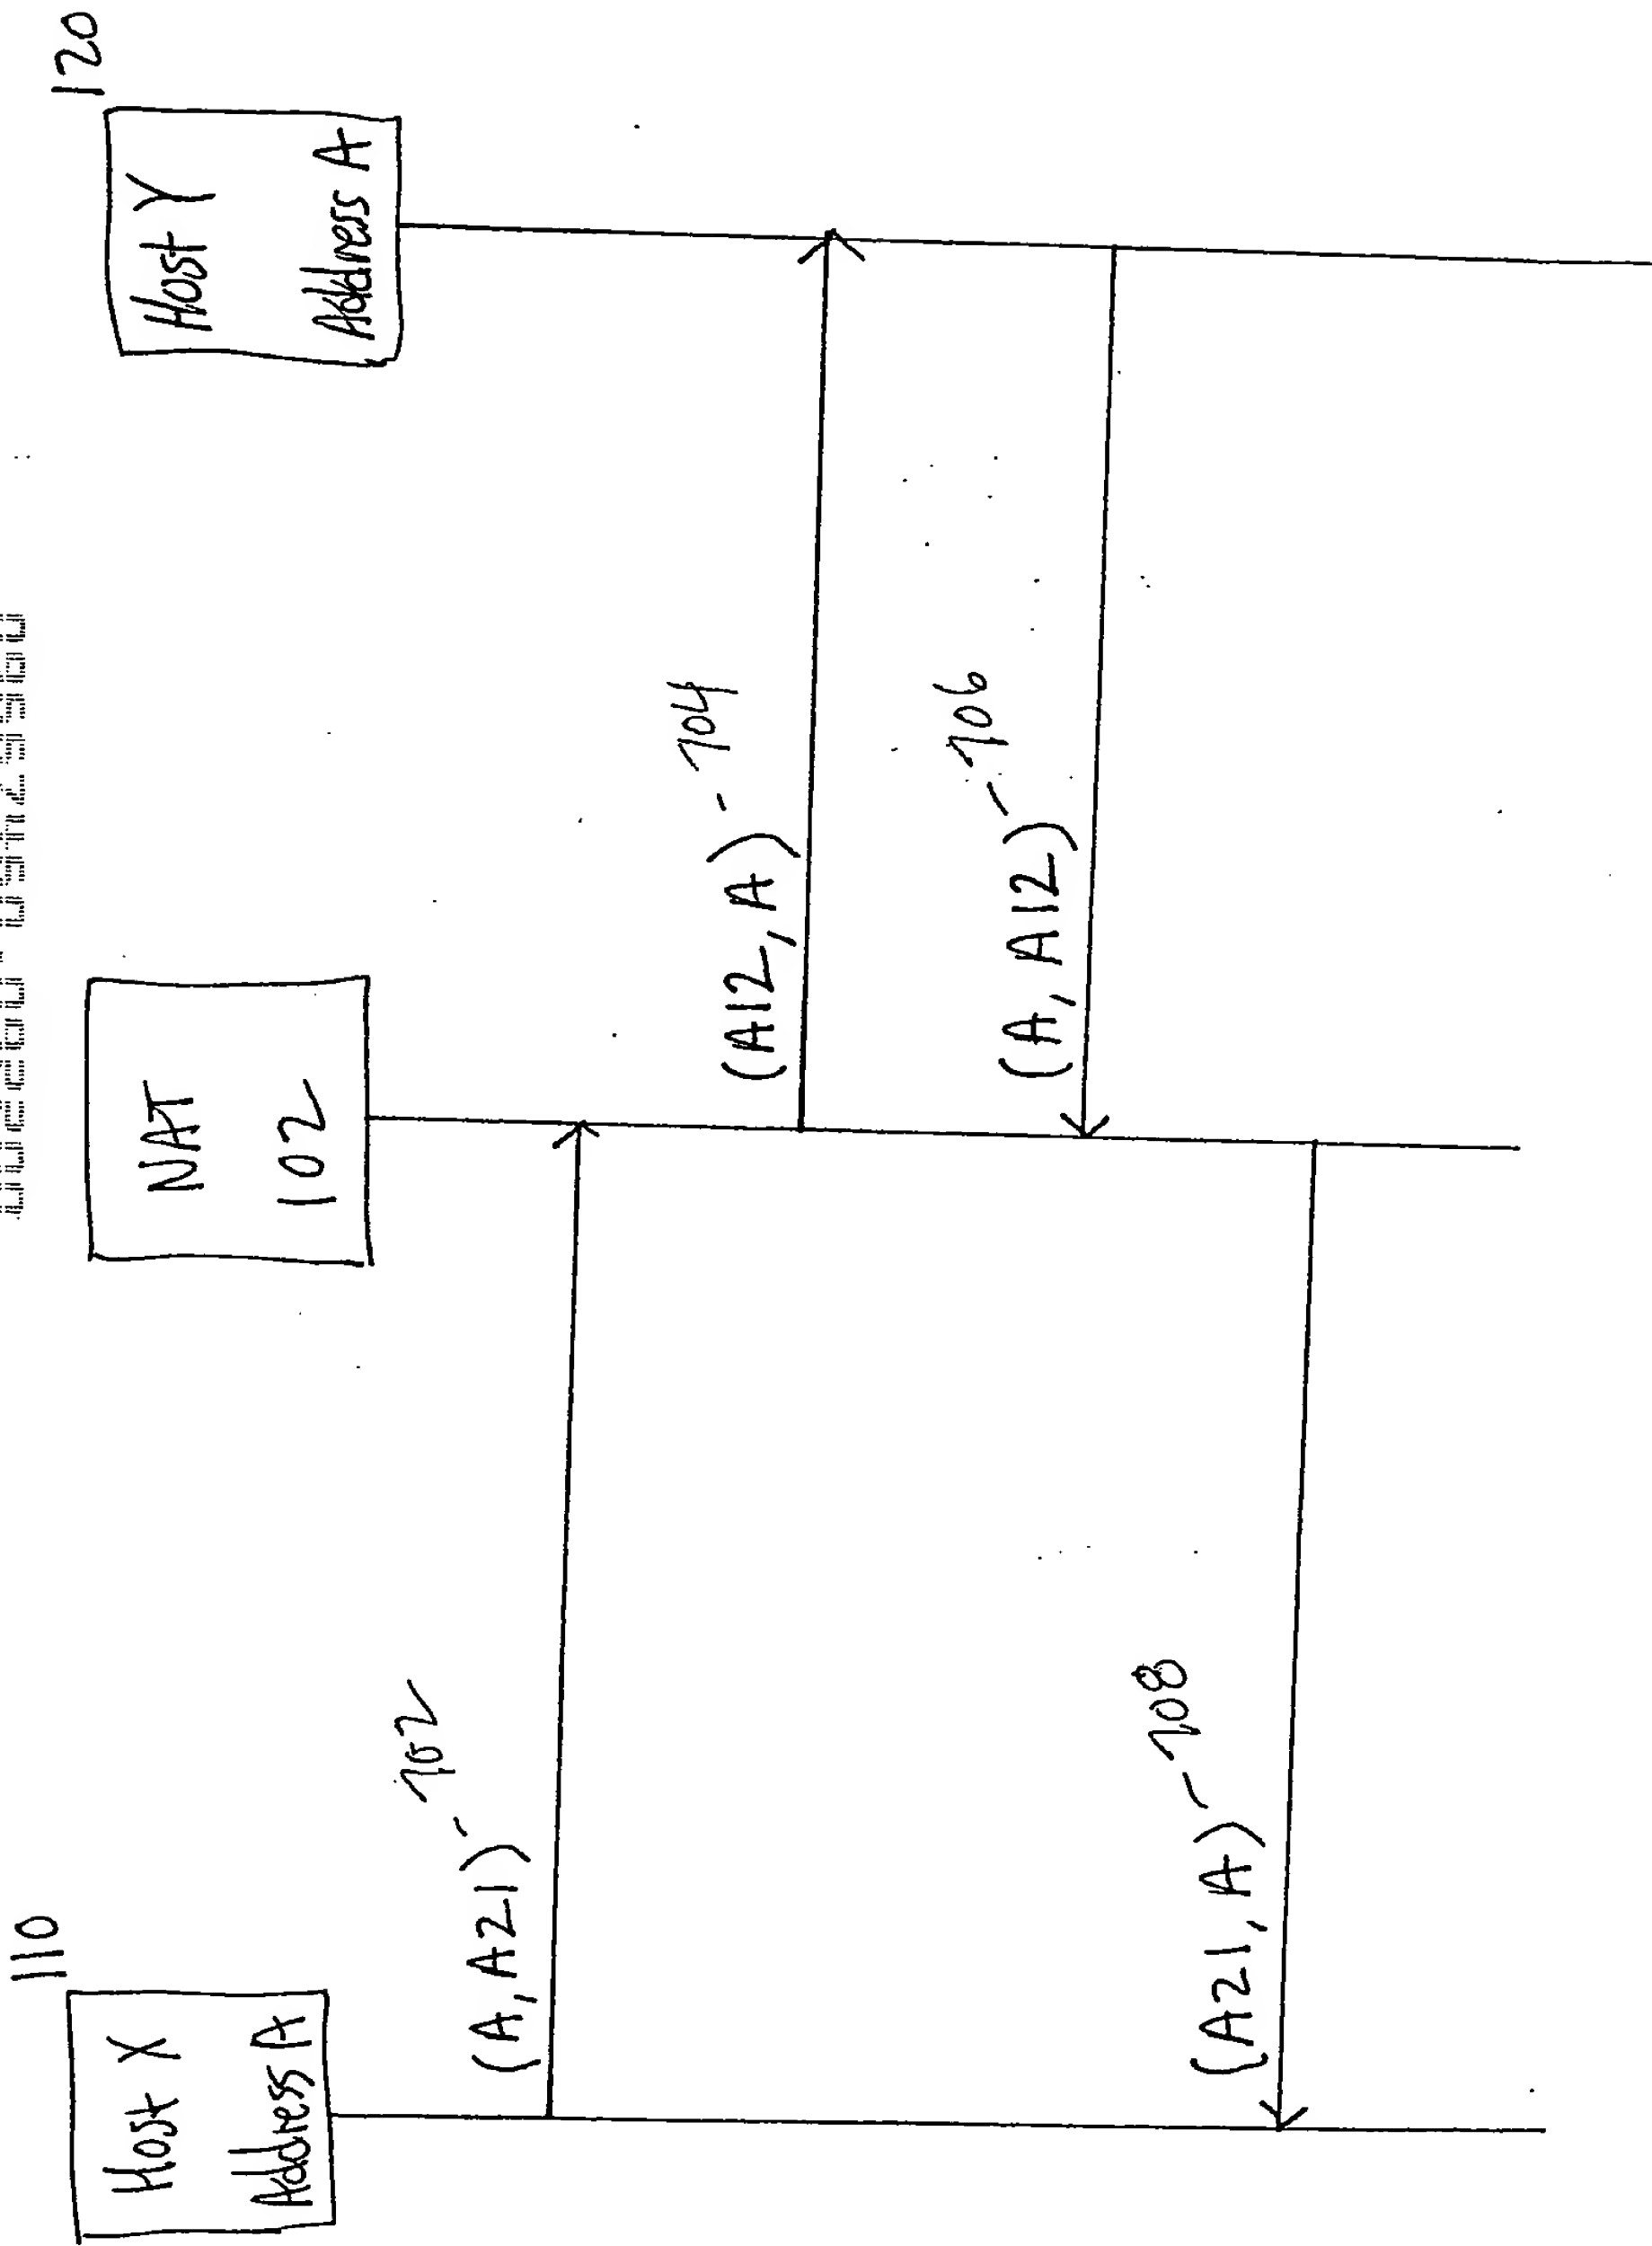 110
Host X
Address A
NAT
102
120
Host Y
Address A
(A, A21) - 702
(A12, A) - 704
(A, A12) - 706
(A21, A) - 708